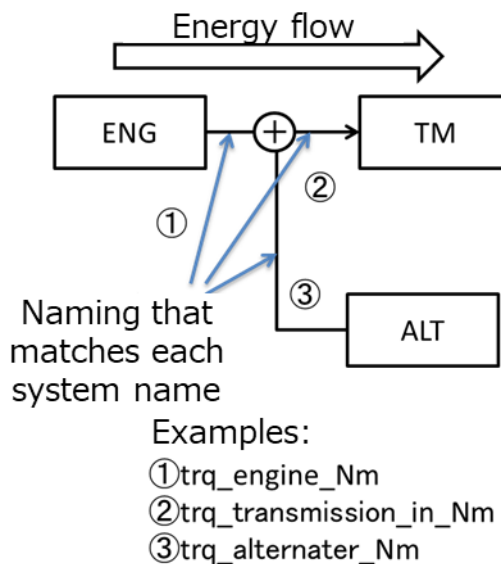 Energy flow
ENG
+
TM
①
②
③
Naming that
matches each
system name
ALT
Examples:
①trq_engine_Nm
②trq_transmission_in_Nm
③trq_alternater_Nm